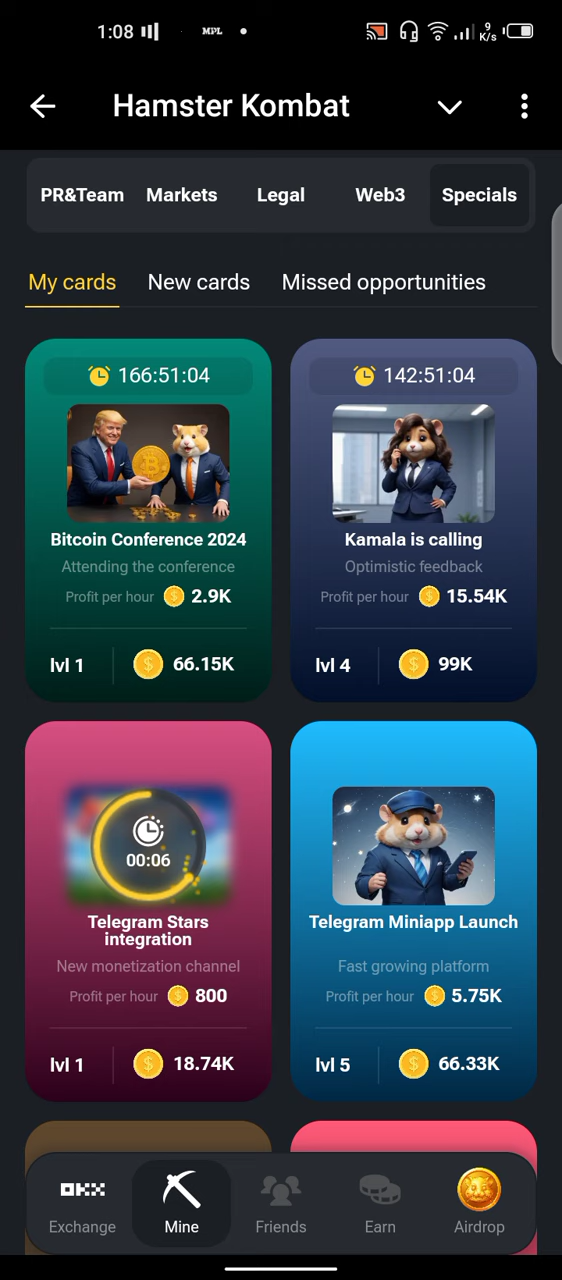 1:08 MPL 9 K/s
Hamster Kombat
PR&Team Markets Legal Web3 Specials
My cards New cards Missed opportunities
166:51:04
Bitcoin Conference 2024
Attending the conference
Profit per hour 2.9K
lvl 1 66.15K
142:51:04
Kamala is calling
Optimistic feedback
Profit per hour 15.54K
lvl 4 99K
00:06
Telegram Stars
integration
New monetization channel
Profit per hour 800
lvl 1 18.74K
Telegram Miniapp Launch
Fast growing platform
Profit per hour 5.75K
lvl 5 66.33K
Exchange Mine Friends Earn Airdrop